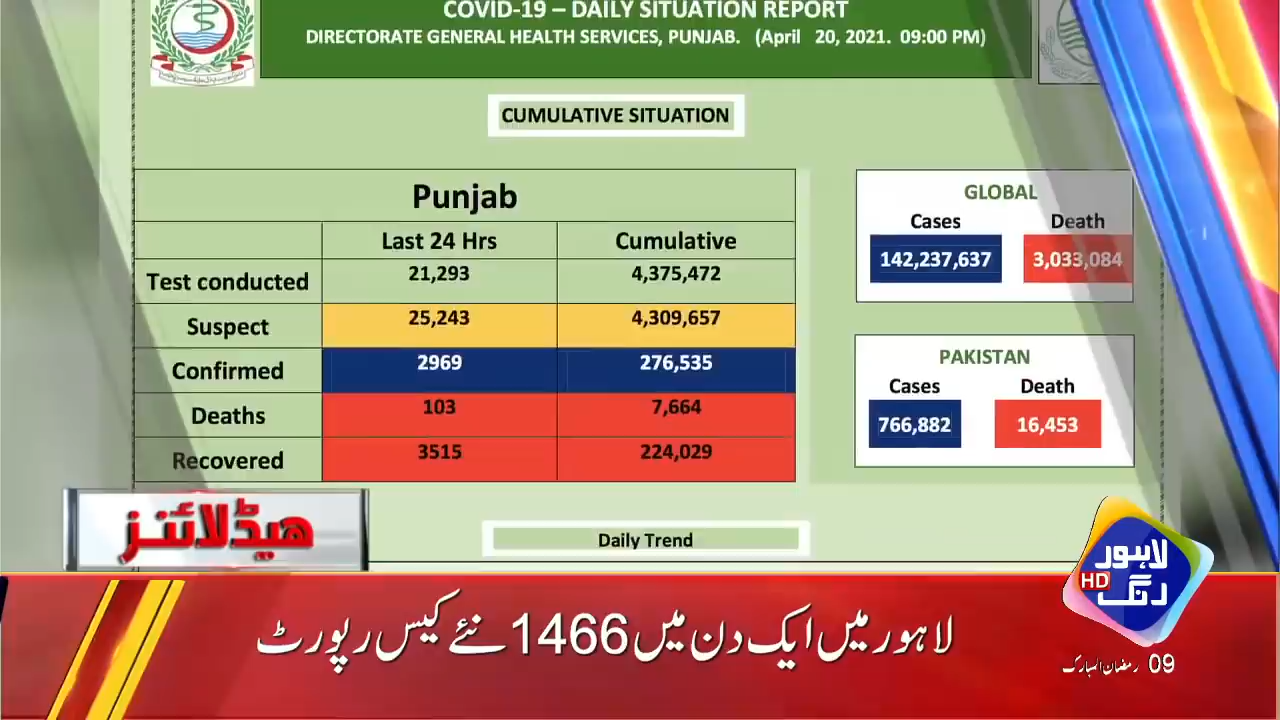 COVID-19 – DAILY SITUATION REPORT
DIRECTORATE GENERAL HEALTH SERVICES, PUNJAB. (April 20, 2021. 09:00 PM)
CUMULATIVE SITUATION
Punjab
Last 24 Hrs Cumulative
Test conducted 21,293 4,375,472
Suspect 25,243 4,309,657
Confirmed 2969 276,535
Deaths 103 7,664
Recovered 3515 224,029
GLOBAL
Cases Death
142,237,637 3,033,084
PAKISTAN
Cases Death
766,882 16,453
Daily Trend
ہیڈلائنز
لاہور میں ایک دن میں 1466 نئے کیس رپورٹ
لاہور
رنگ HD
09 رمضان المبارک